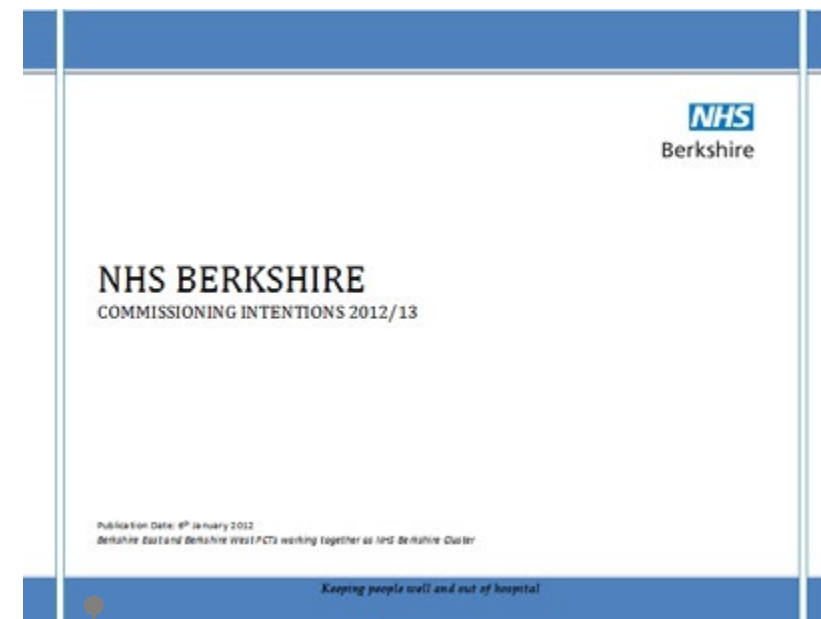 NHS
Berkshire
NHS BERKSHIRE
COMMISSIONING INTENTIONS 2012/13
Publication Date: 6th January 2012
Berkshire East and Berkshire West PCTs working together as NHS Berkshire Cluster
Keeping people well and out of hospital